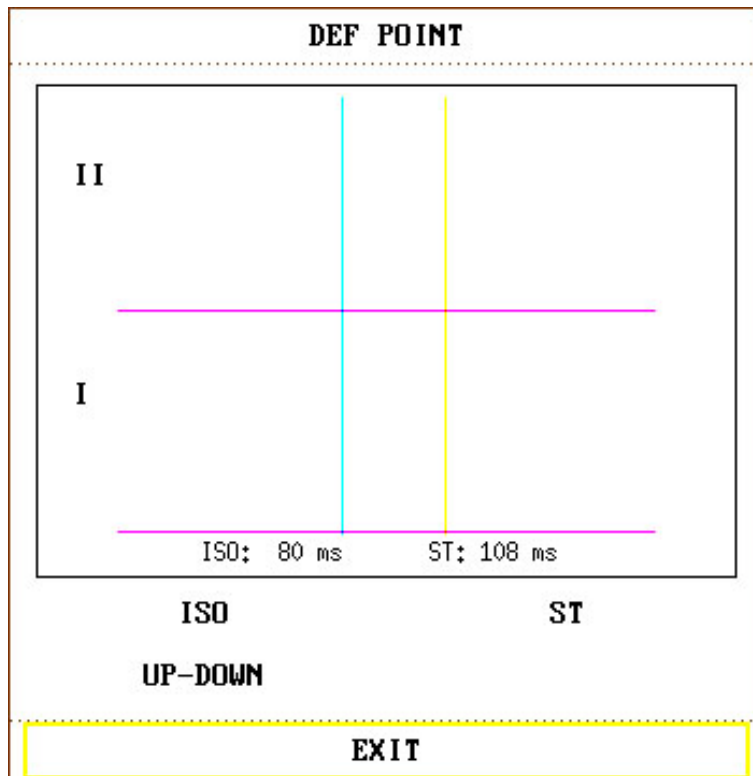 DEF POINT
II
I
ISO: 80 ms ST: 108 ms
ISO ST
UP-DOWN
EXIT